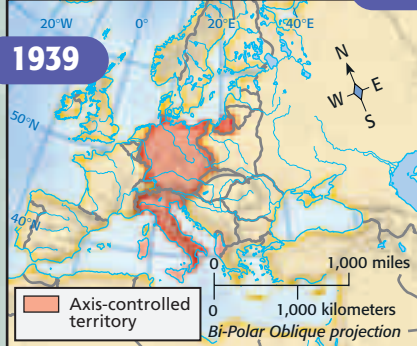 20°W 0° 20°E 40°E
1939
N
W E
S
50°N
40°N
0 1,000 miles
0 1,000 kilometers
Bi-Polar Oblique projection
Axis-controlled
territory